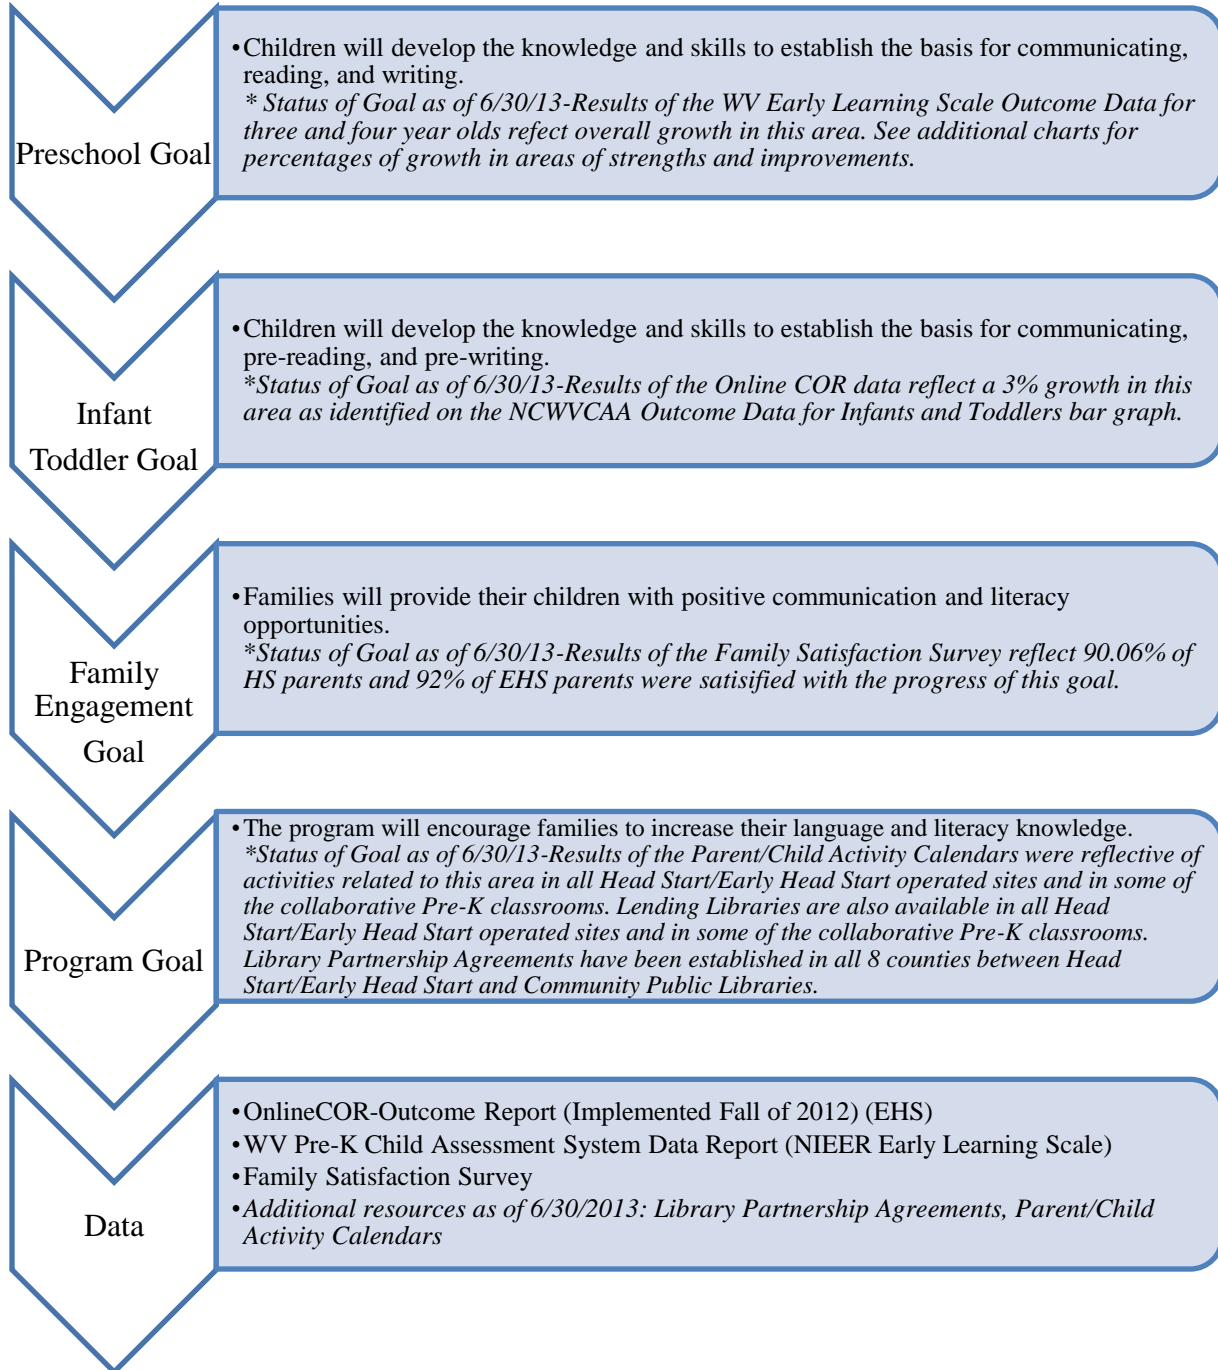 Preschool Goal
•Children will develop the knowledge and skills to establish the basis for communicating,
reading, and writing.
* Status of Goal as of 6/30/13-Results of the WV Early Learning Scale Outcome Data for
three and four year olds refect overall growth in this area. See additional charts for
percentages of growth in areas of strengths and improvements.
Infant
Toddler Goal
•Children will develop the knowledge and skills to establish the basis for communicating,
pre-reading, and pre-writing.
*Status of Goal as of 6/30/13-Results of the Online COR data reflect a 3% growth in this
area as identified on the NCWVCAA Outcome Data for Infants and Toddlers bar graph.
Family
Engagement
Goal
•Families will provide their children with positive communication and literacy
opportunities.
*Status of Goal as of 6/30/13-Results of the Family Satisfaction Survey reflect 90.06% of
HS parents and 92% of EHS parents were satisified with the progress of this goal.
Program Goal
•The program will encourage families to increase their language and literacy knowledge.
*Status of Goal as of 6/30/13-Results of the Parent/Child Activity Calendars were reflective of
activities related to this area in all Head Start/Early Head Start operated sites and in some of
the collaborative Pre-K classrooms. Lending Libraries are also available in all Head
Start/Early Head Start operated sites and in some of the collaborative Pre-K classrooms.
Library Partnership Agreements have been established in all 8 counties between Head
Start/Early Head Start and Community Public Libraries.
Data
•OnlineCOR-Outcome Report (Implemented Fall of 2012) (EHS)
•WV Pre-K Child Assessment System Data Report (NIEER Early Learning Scale)
•Family Satisfaction Survey
•Additional resources as of 6/30/2013: Library Partnership Agreements, Parent/Child
Activity Calendars